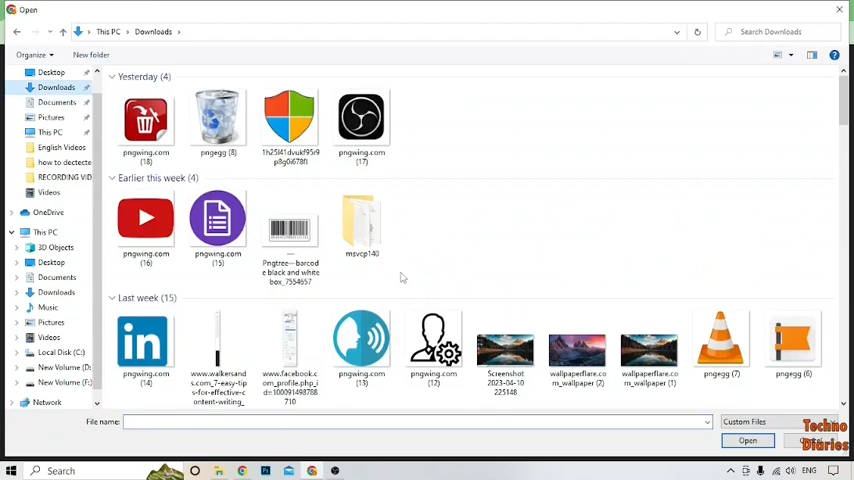 Open
This PC
Downloads
Search Downloads
Organize
New folder
Desktop
Downloads
Documents
Pictures
This PC
English Videos
how to dectecte
RECORDING VID
Videos
OneDrive
This PC
3D Objects
Desktop
Documents
Downloads
Music
Pictures
Videos
Local Disk (C:)
New Volume (D:)
New Volume (F:)
Network
Yesterday (4)
pngwing.com
(18)
pngegg (8)
pngwing.com
(17)
Earlier this week (4)
pngwing.com
(16)
pngwing.com
(15)
Pngtree—barcod
e black and white
box_7554657
msvcp140
Last week (15)
pngwing.com
(14)
www.walkersand
s.com_7-easy-tip
s-for-effective-c
ontent-writing_
www.facebook.c
om_profile.php_i
d=100091498788
710
pngwing.com
(13)
pngwing.com
(12)
Screenshot
2023-04-10
225148
wallpaperflare.co
m_wallpaper (2)
wallpaperflare.co
m_wallpaper (1)
pngegg (7)
pngegg (6)
File name:
Custom Files
Open
Techno
Diaries
Search
ENG